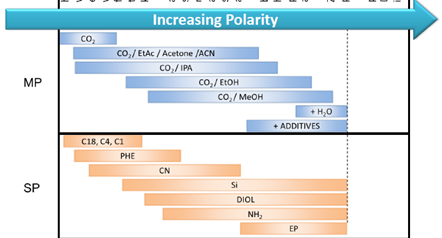 Increasing Polarity
CO₂
CO₂/ EtAc / Acetone /ACN
CO₂/ IPA
CO₂/ EtOH
CO₂/ MeOH
+ H₂O
+ ADDITIVES
MP
C18, C4, C1
PHE
CN
Si
DIOL
NH₂
EP
SP